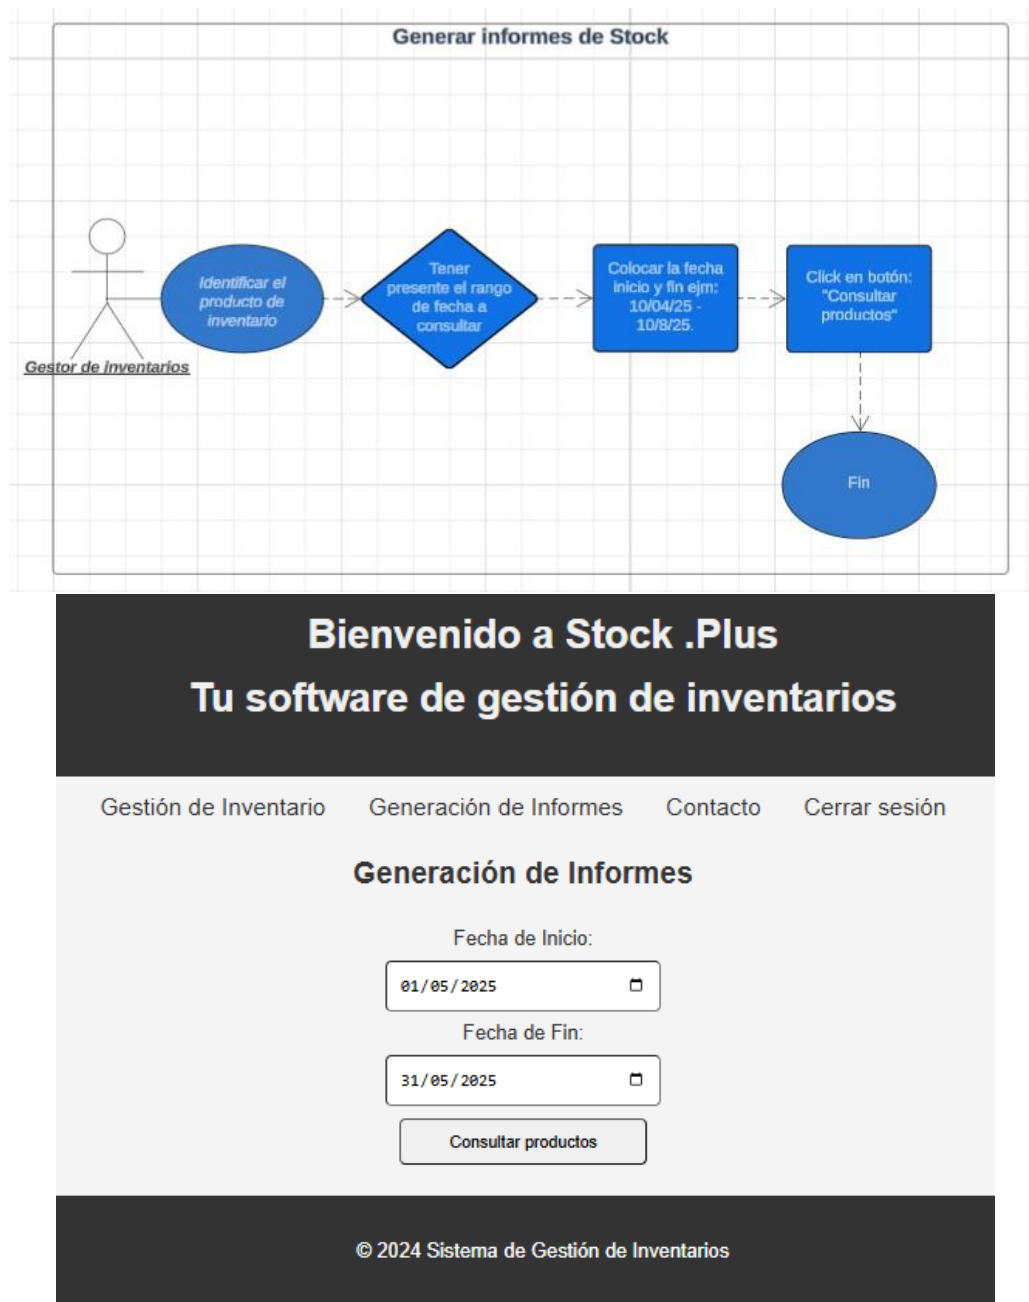 Generar informes de Stock
Identificar el
producto de
inventario
Gestor de inventarios
Tener
presente el rango
de fecha a
consultar
Colocar la fecha
inicio y fin ejm:
10/04/25 -
10/8/25.
Click en botón:
"Consultar
productos"
Fin
Bienvenido a Stock .Plus
Tu software de gestión de inventarios
Gestión de Inventario Generación de Informes Contacto Cerrar sesión
Generación de Informes
Fecha de Inicio:
01/05/2025
Fecha de Fin:
31/05/2025
Consultar productos
© 2024 Sistema de Gestión de Inventarios